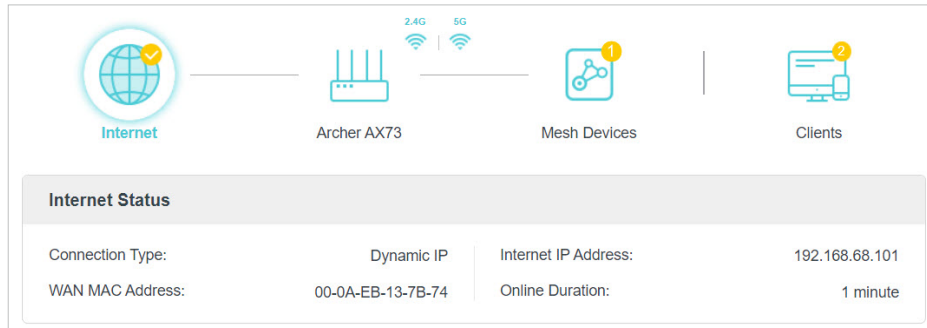 2.4G 5G
1
2
Internet
Archer AX73
Mesh Devices
Clients
Internet Status
Connection Type: Dynamic IP
Internet IP Address: 192.168.68.101
WAN MAC Address: 00-0A-EB-13-7B-74
Online Duration: 1 minute